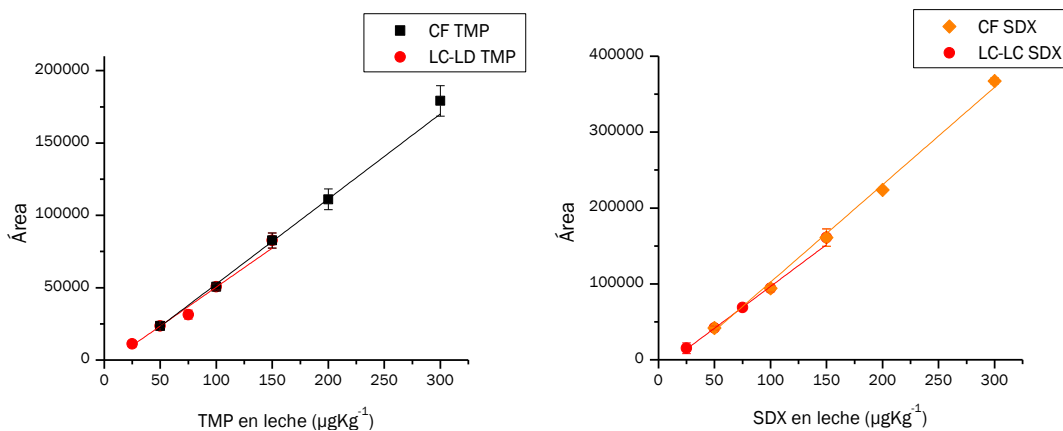 CF TMP
LC-LD TMP
200000
150000
100000
50000
0
Área
0 50 100 150 200 250 300
TMP en leche (µgKg⁻¹)
CF SDX
LC-LC SDX
400000
300000
200000
100000
0
Área
0 50 100 150 200 250 300
SDX en leche (µgKg⁻¹)